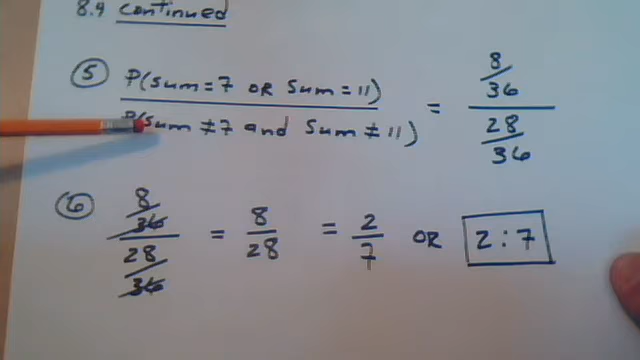 8.4 continued
⑤ P(sum=7 OR sum=11) / P(sum≠7 and sum≠11) = 8/36 / 28/36
⑥ 8/36 / 28/36 = 8/28 = 2/7 OR 2:7